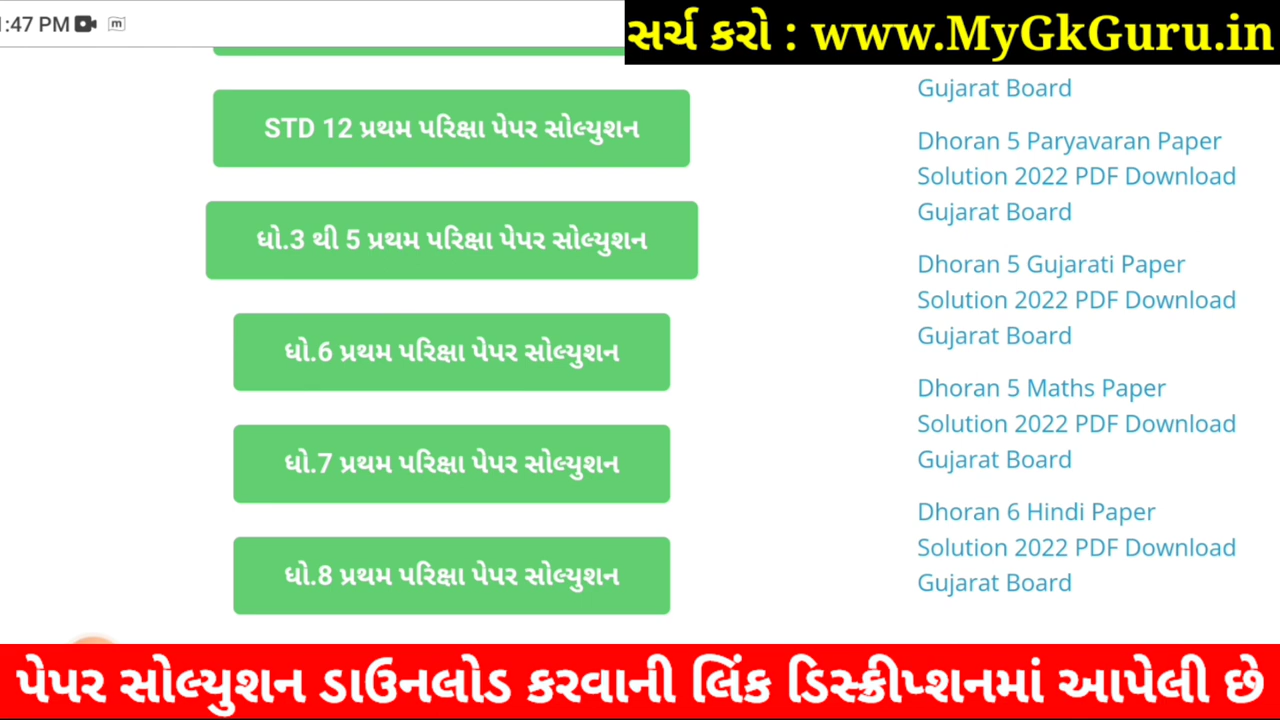 :47 PM
સર્ચ કરો : www.MyGkGuru.in
STD 12 પ્રથમ પરિક્ષા પેપર સોલ્યુશન
ધો.3 થી 5 પ્રથમ પરિક્ષા પેપર સોલ્યુશન
ધો.6 પ્રથમ પરિક્ષા પેપર સોલ્યુશન
ધો.7 પ્રથમ પરિક્ષા પેપર સોલ્યુશન
ધો.8 પ્રથમ પરિક્ષા પેપર સોલ્યુશન
Gujarat Board
Dhoran 5 Paryavaran Paper
Solution 2022 PDF Download
Gujarat Board
Dhoran 5 Gujarati Paper
Solution 2022 PDF Download
Gujarat Board
Dhoran 5 Maths Paper
Solution 2022 PDF Download
Gujarat Board
Dhoran 6 Hindi Paper
Solution 2022 PDF Download
Gujarat Board
પેપર સોલ્યુશન ડાઉનલોડ કરવાની લિંક ડિસ્ક્રીપ્શનમાં આપેલી છે